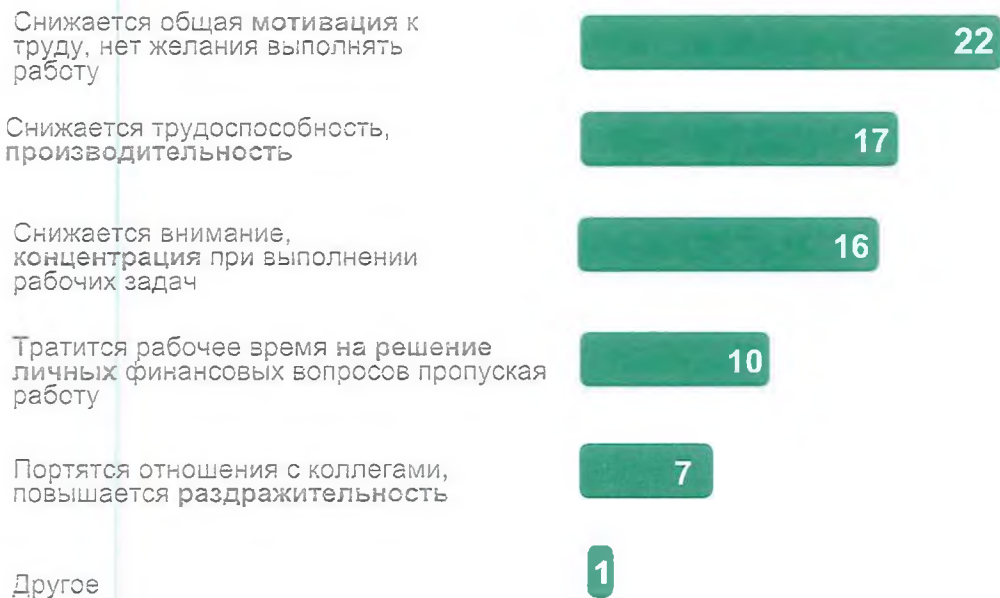 Снижается общая мотивация к
труду, нет желания выполнять
работу
22
Снижается трудоспособность,
производительность
17
Снижается внимание,
концентрация при выполнении
рабочих задач
16
Тратится рабочее время на решение
личных финансовых вопросов пропуская
работу
10
Портятся отношения с коллегами,
повышается раздражительность
7
Другое
1